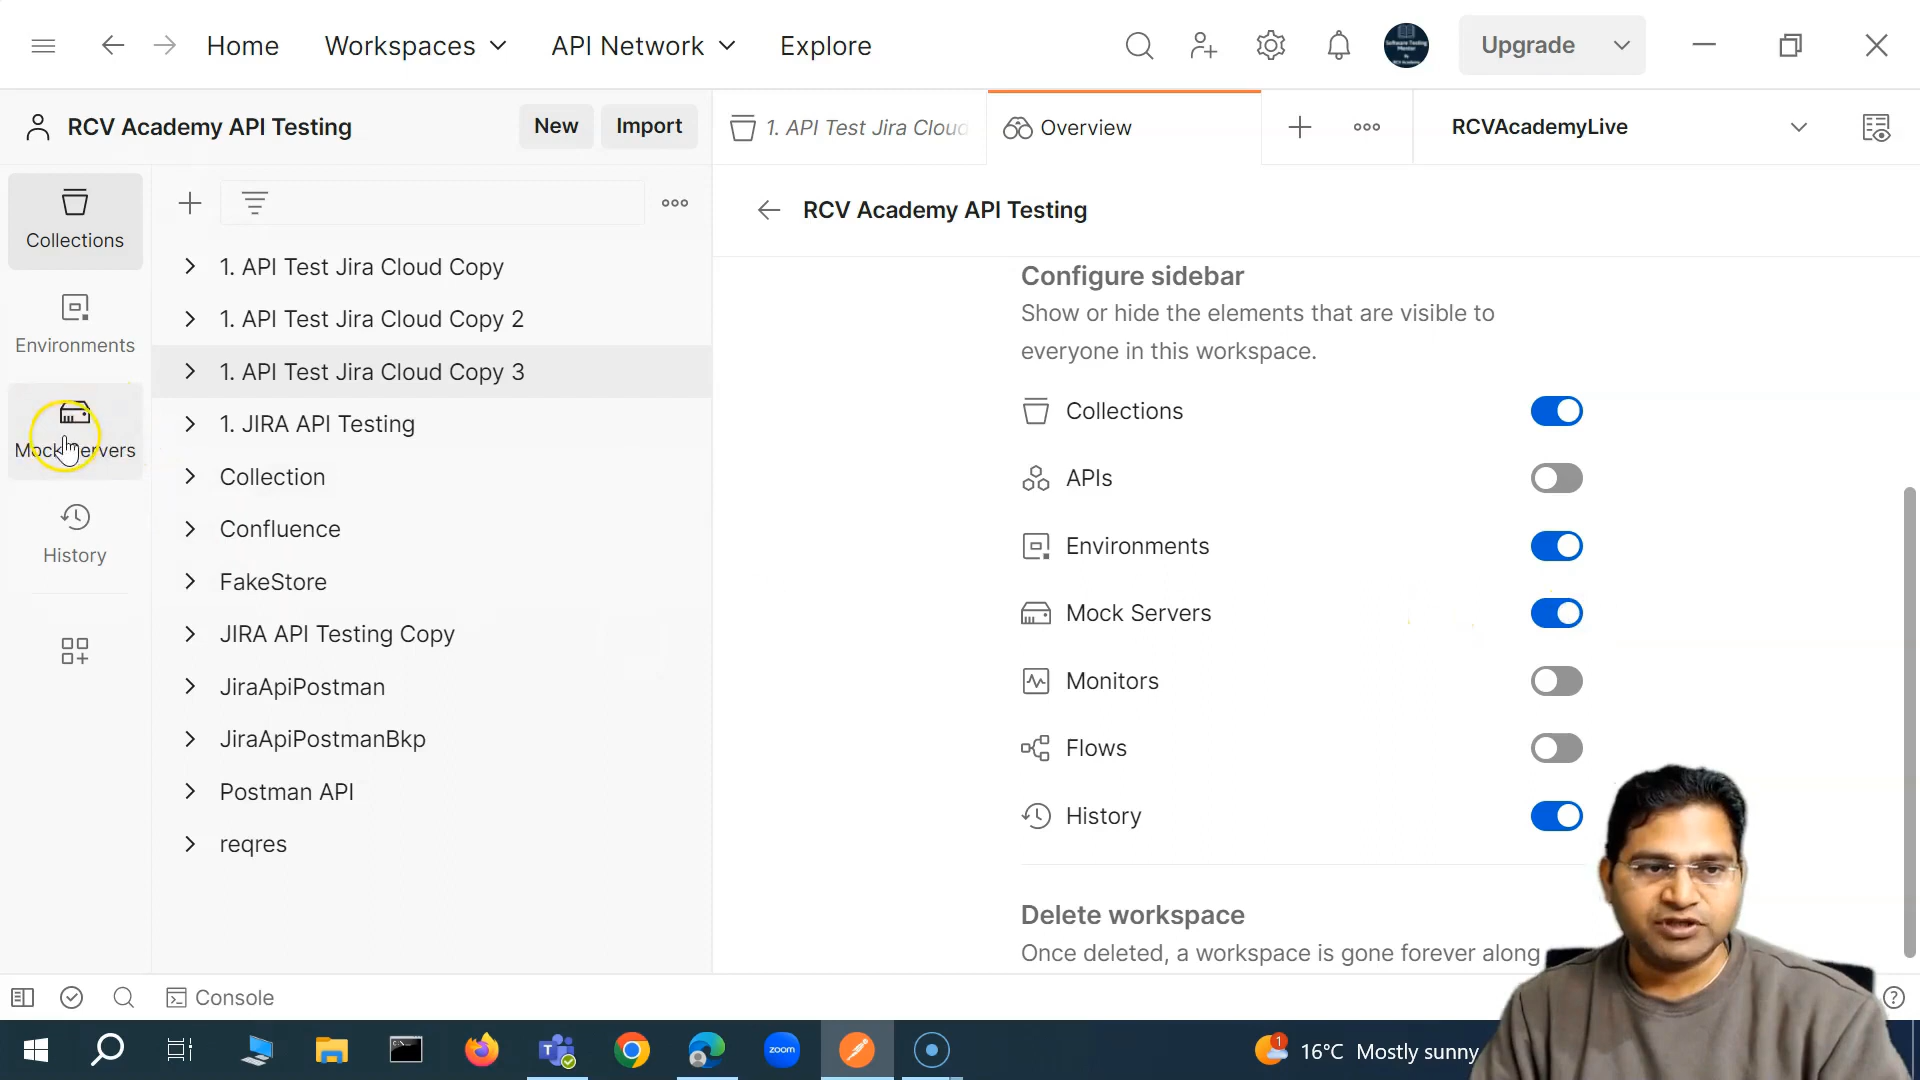 Home
Workspaces
API Network
Explore
Upgrade
RCV Academy API Testing
New
Import
1. API Test Jira Cloud
Overview
RCVAcademyLive
Collections
Environments
Mock Servers
History
1. API Test Jira Cloud Copy
1. API Test Jira Cloud Copy 2
1. API Test Jira Cloud Copy 3
1. JIRA API Testing
Collection
Confluence
FakeStore
JIRA API Testing Copy
JiraApiPostman
JiraApiPostmanBkp
Postman API
reqres
RCV Academy API Testing
Configure sidebar
Show or hide the elements that are visible to
everyone in this workspace.
Collections
APIs
Environments
Mock Servers
Monitors
Flows
History
Delete workspace
Once deleted, a workspace is gone forever along
Console
zoom
1
16°C Mostly sunny